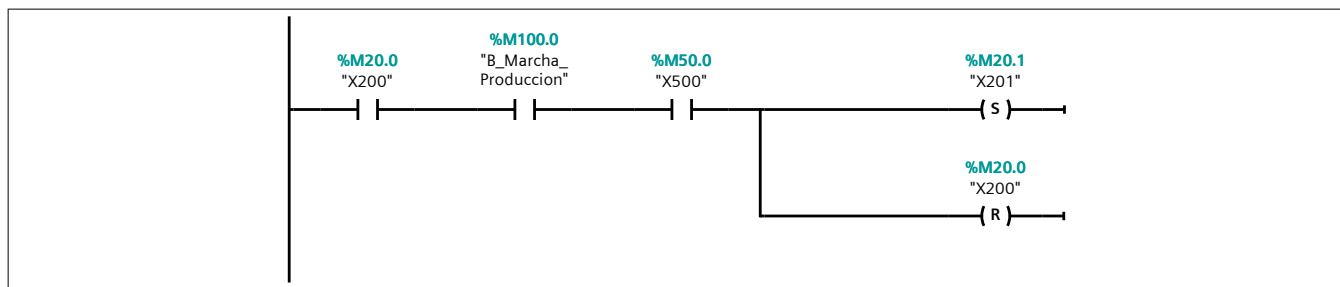 %M100.0
%M20.0
"B_Marcha_
%M50.0
%M20.1
"X200"
Produccion"
"X500"
"X201"
S
%M20.0
"X200"
R